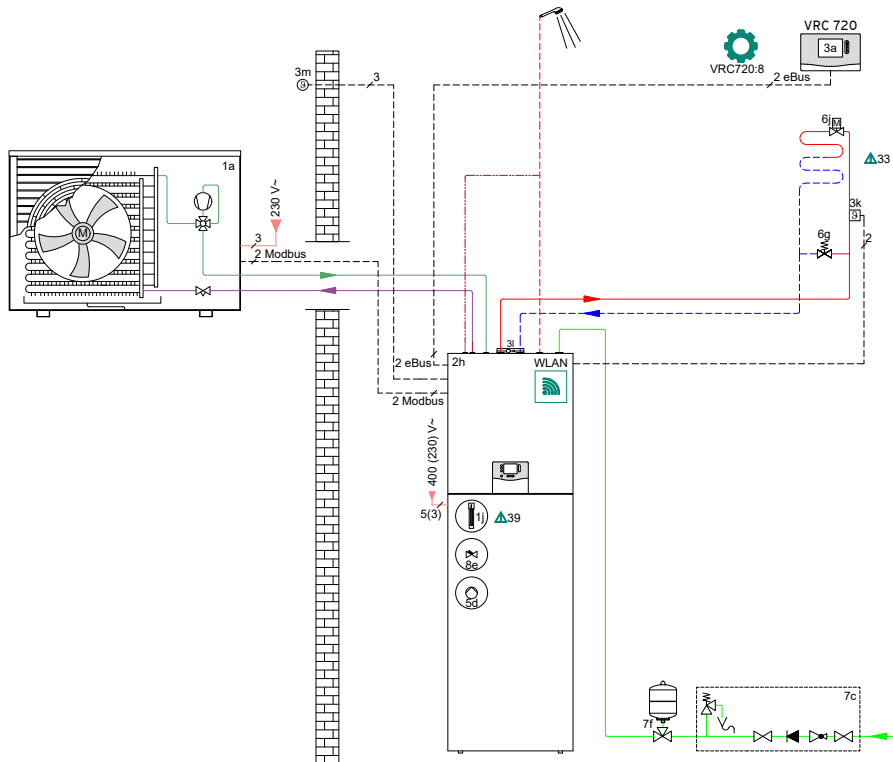 VRC 720
3a
VRC720:8
2 eBus
3m
3
6j
M
33
1a
3k
2
230 V~
M
6g
3
2 Modbus
3l
2 eBus
2h
WLAN
2 Modbus
400 (230) V~
5(3)
1j
39
8e
5d
7c
7f